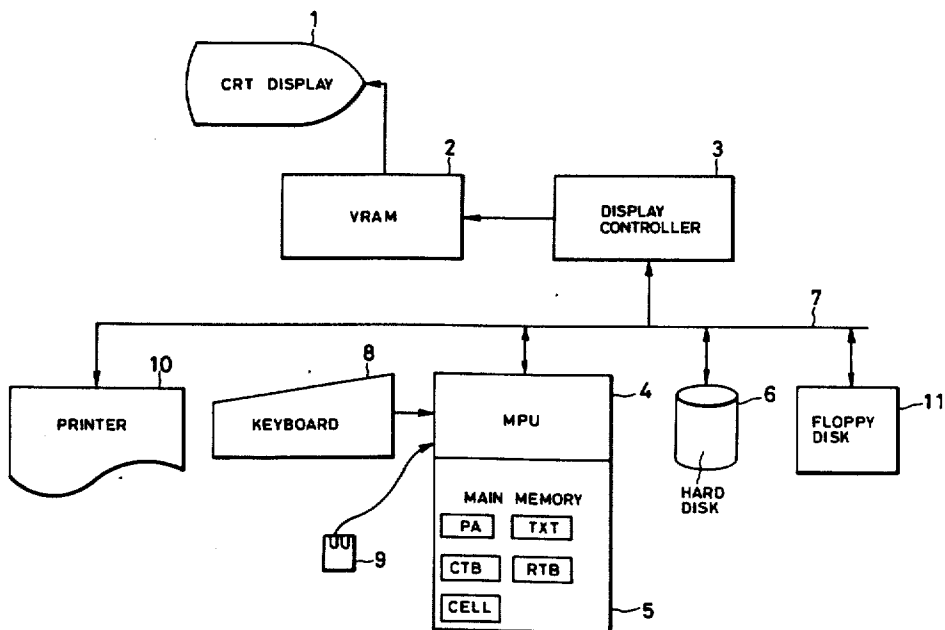 1
CRT DISPLAY
2
VRAM
3
DISPLAY
CONTROLLER
7
10
PRINTER
8
KEYBOARD
4
MPU
6
HARD
DISK
11
FLOPPY
DISK
9
MAIN MEMORY
PA TXT
CTB RTB
CELL
5